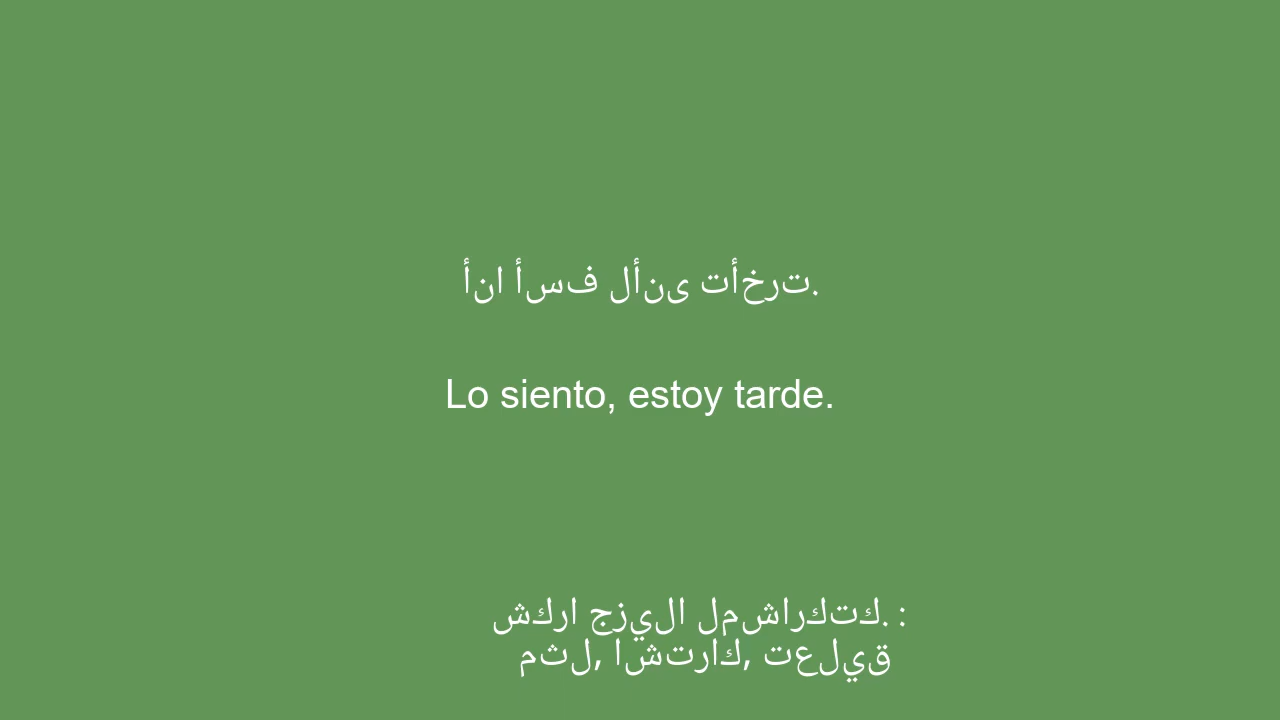 أنا أسف لأنى تأخرت.
Lo siento, estoy tarde.
شكرا جزيلا لمشاركتك. :
مثل, اشتراك, تعليق